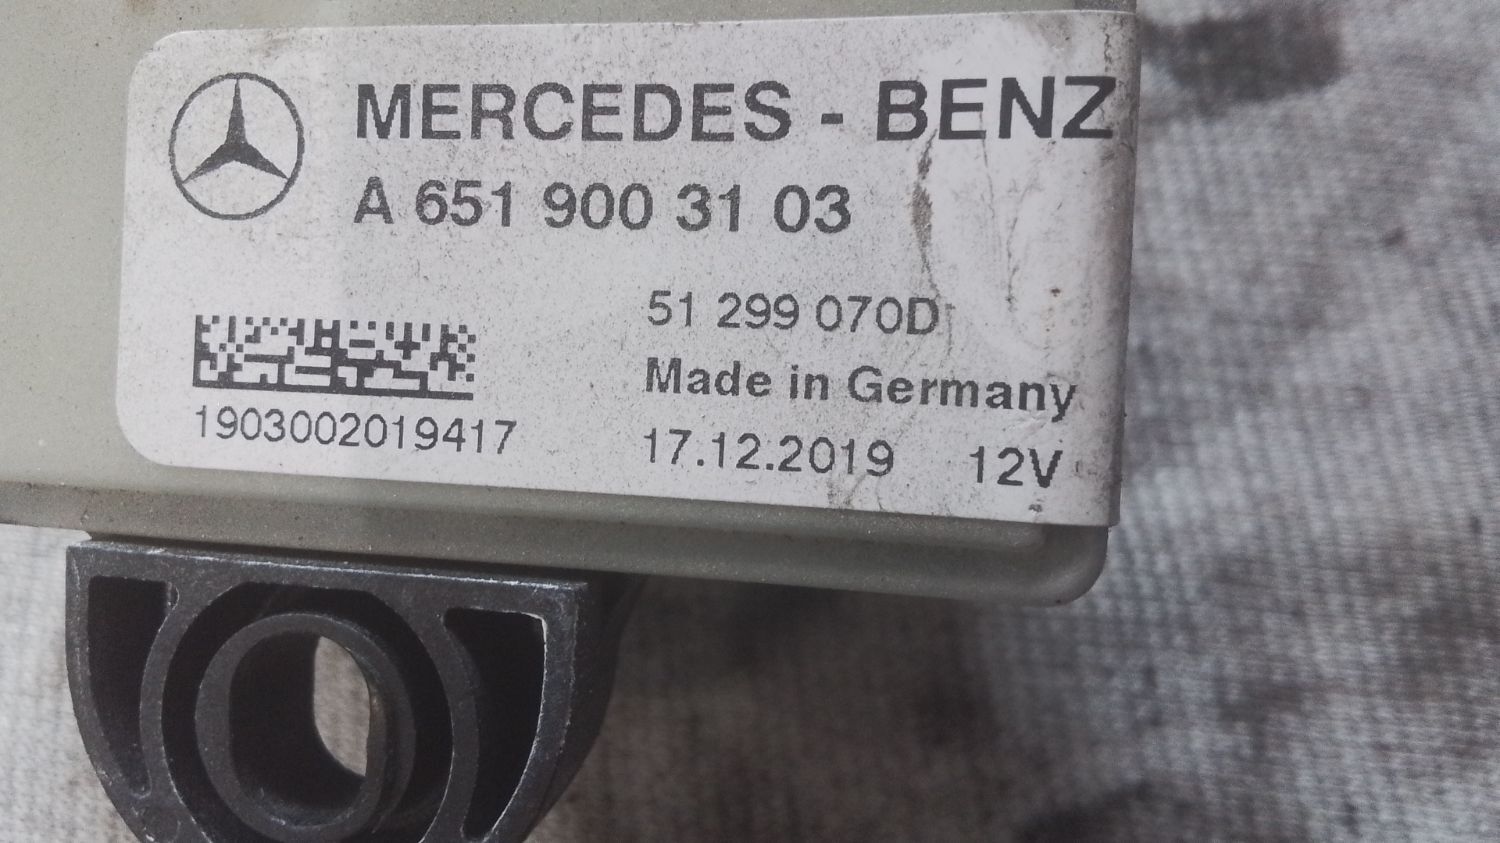 MERCEDES - BENZ
A 651 900 31 03
51 299 070D
Made in Germany
1903002019417
17.12.2019 12V